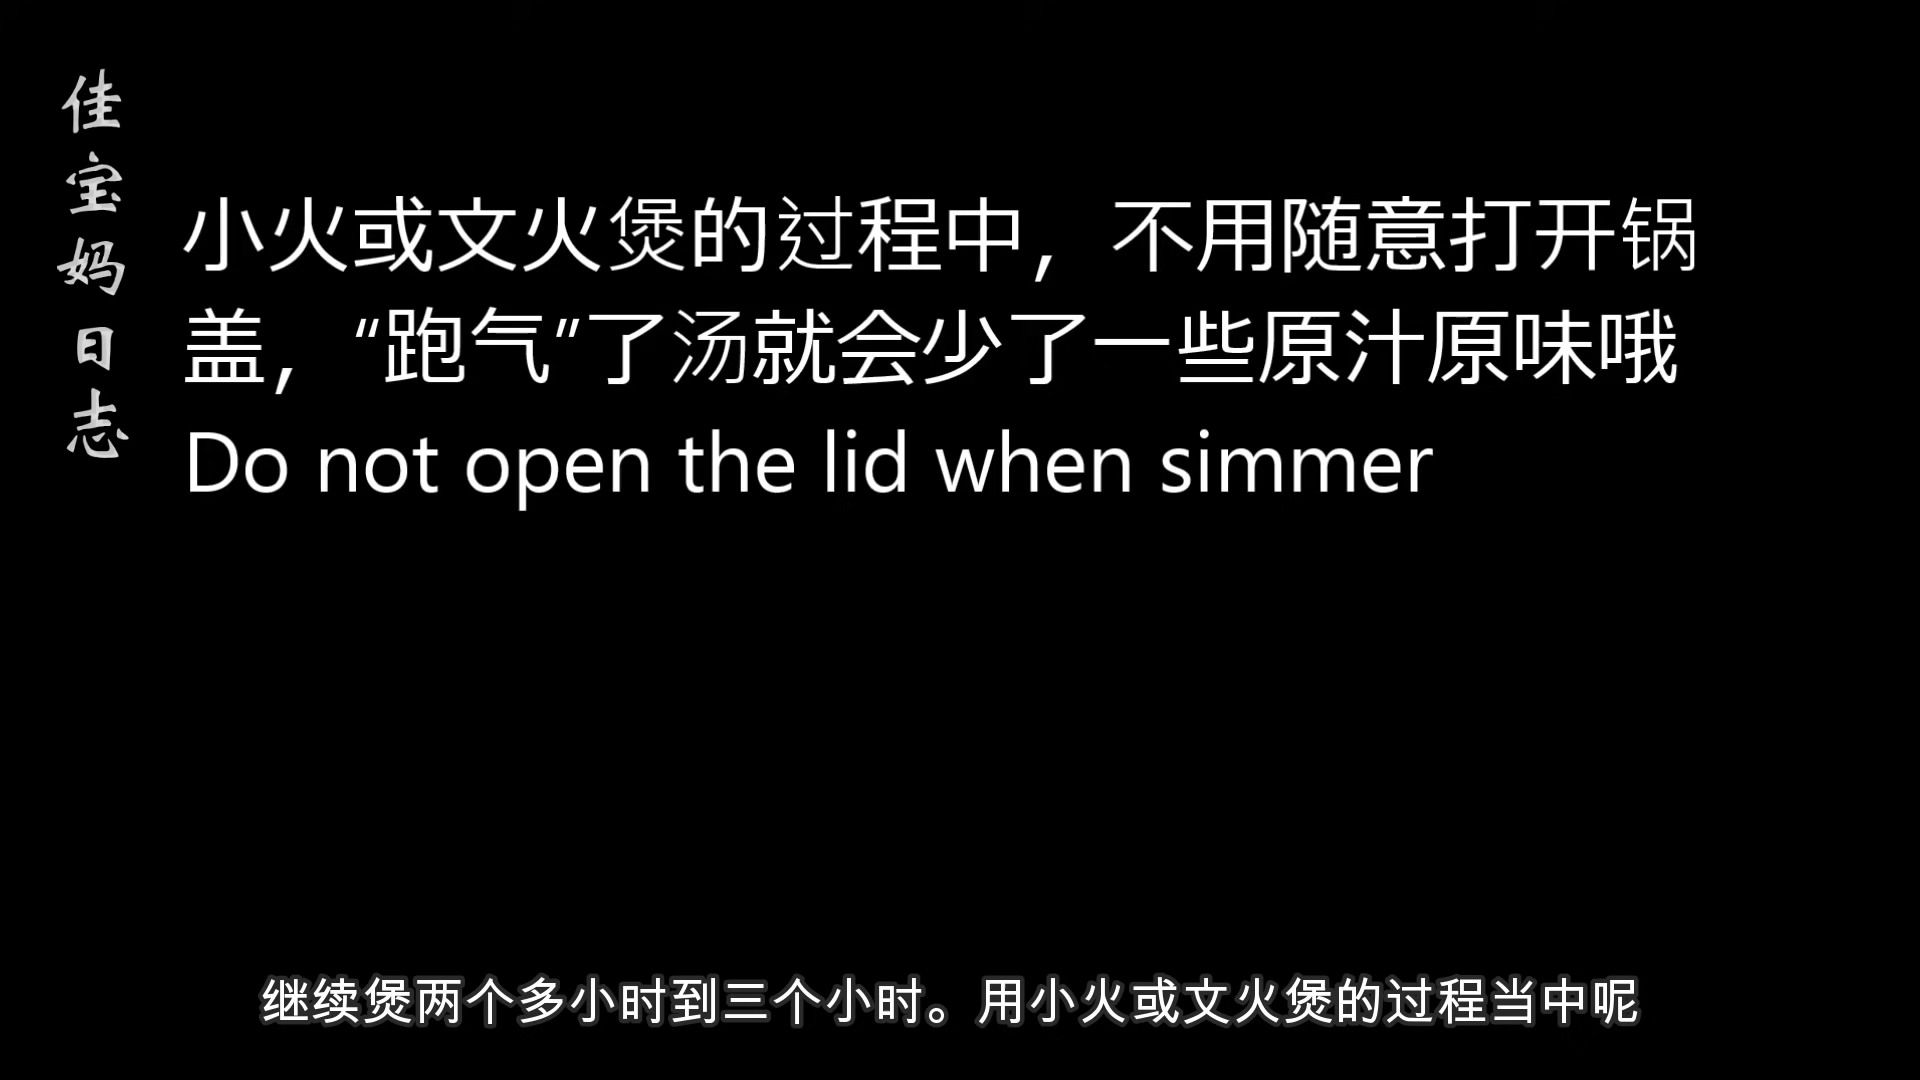 佳宝妈日志
小火或文火煲的过程中，不用随意打开锅
盖，“跑气”了汤就会少了一些原汁原味哦
Do not open the lid when simmer
继续煲两个多小时到三个小时。用小火或文火煲的过程当中呢